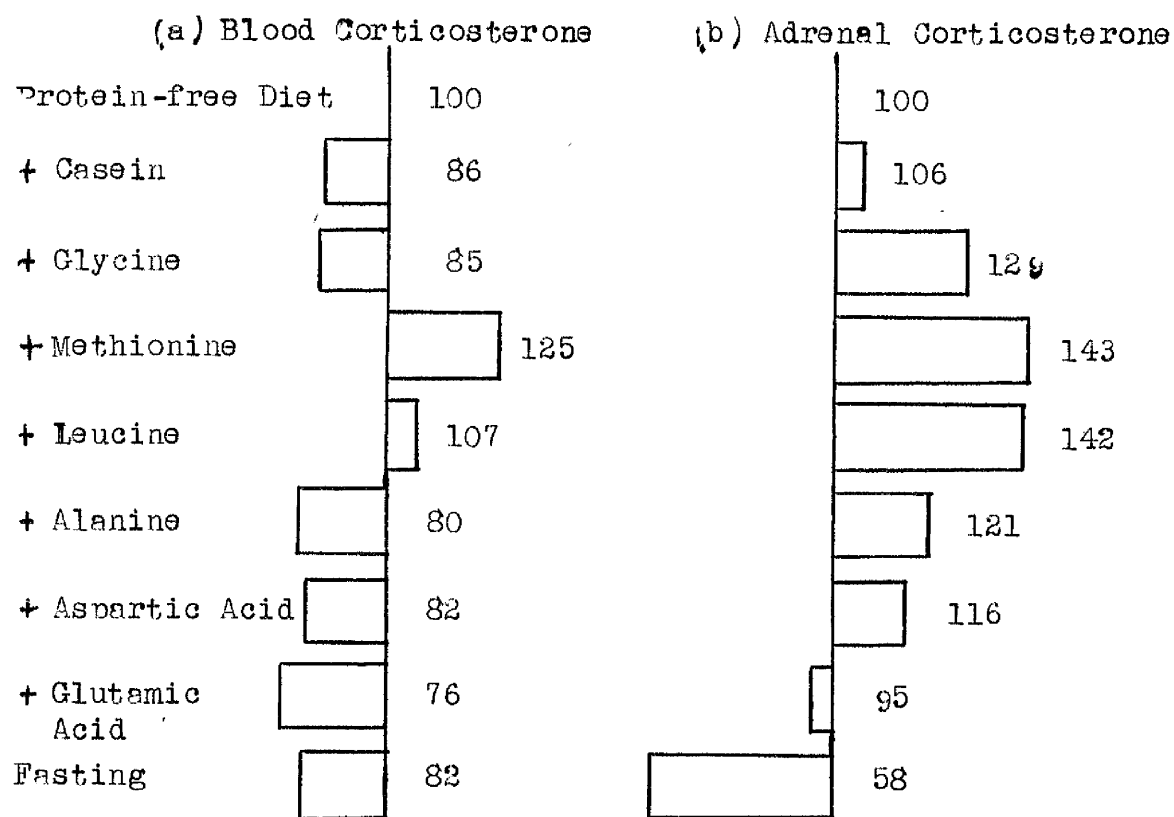 (a) Blood Corticosterone (b) Adrenal Corticosterone
Protein-free Diet 100 100
+ Casein 86 106
+ Glycine 85 129
+ Methionine 125 143
+ Leucine 107 142
+ Alanine 80 121
+ Aspartic Acid 82 116
+ Glutamic 76 95
Acid
Fasting 82 58